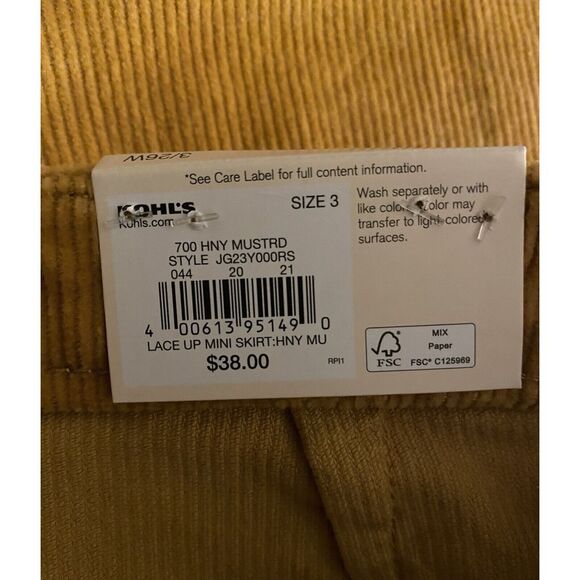 3/26W
*See Care Label for full content information.
KOHL'S
Kohls.com
SIZE 3
700 HNY MUSTRD
STYLE JG23Y000RS
044 20 21
4 00613 95149 0
LACE UP MINI SKIRT:HNY MU
$38.00
RPI1
Wash separately or with
like colors. Color may
transfer to light-colored
surfaces.
FSC
MIX
Paper
FSC® C125969